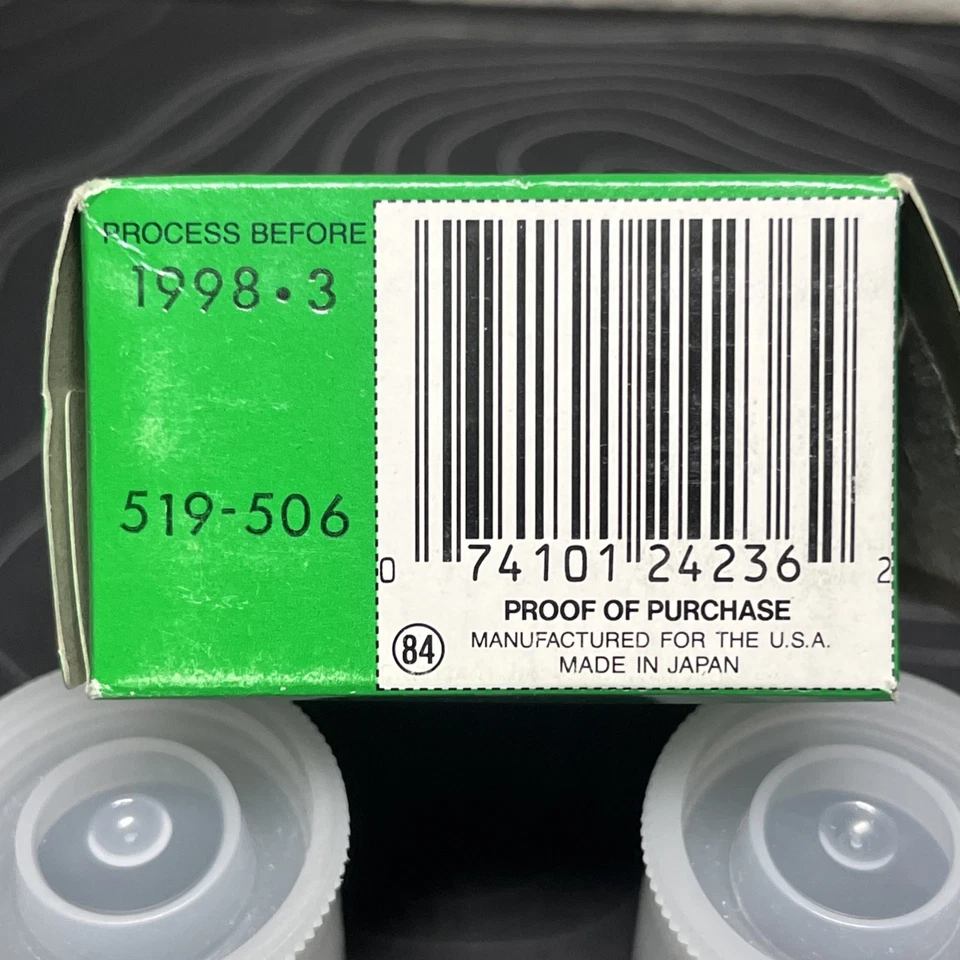 PROCESS BEFORE
1998•3
519-506
0 74101 24236 2
PROOF OF PURCHASE
84
MANUFACTURED FOR THE U.S.A.
MADE IN JAPAN